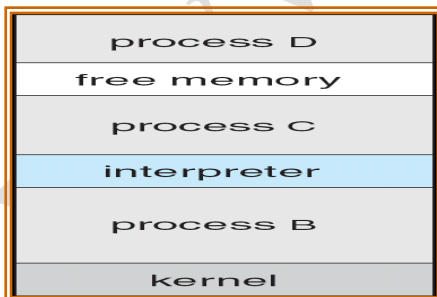 process D
free memory
process C
interpreter
process B
kernel